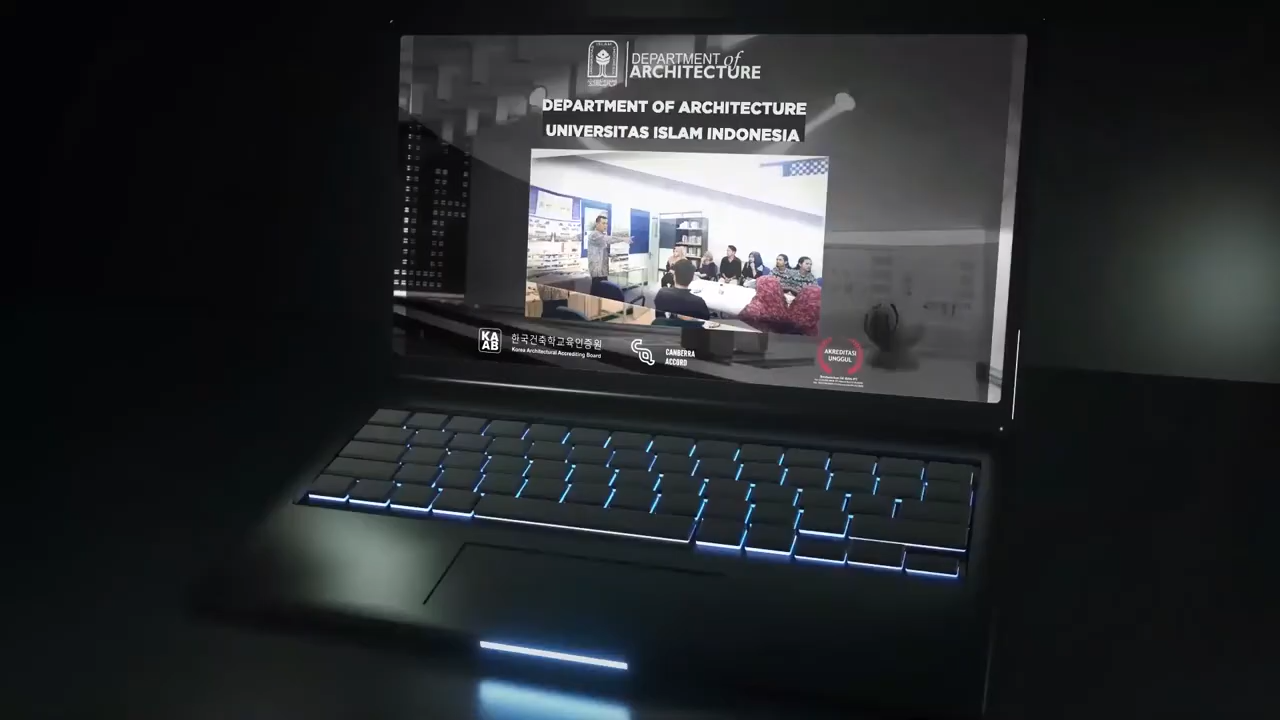 DEPARTMENT of
ARCHITECTURE
DEPARTMENT OF ARCHITECTURE
UNIVERSITAS ISLAM INDONESIA
KA
AB
한국건축학교육인증원
Korea Architectural Accrediting Board
CANBERRA
ACCORD
AKREDITASI
UNGGUL